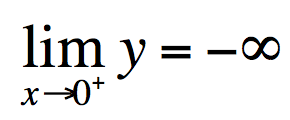 lim y = −∞
x→0⁺